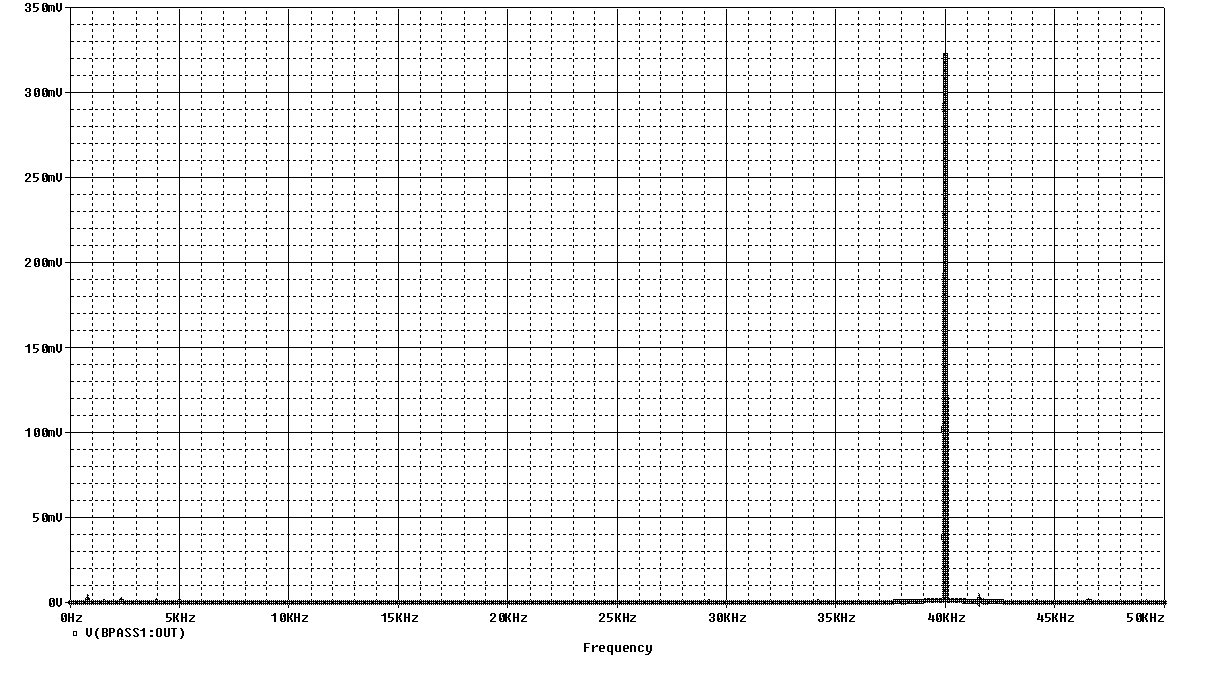 350mV
300mV
250mV
200mV
150mV
100mV
50mV
0V
0Hz 5KHz 10KHz 15KHz 20KHz 25KHz 30KHz 35KHz 40KHz 45KHz 50KHz
V(BPASS1:OUT)
Frequency